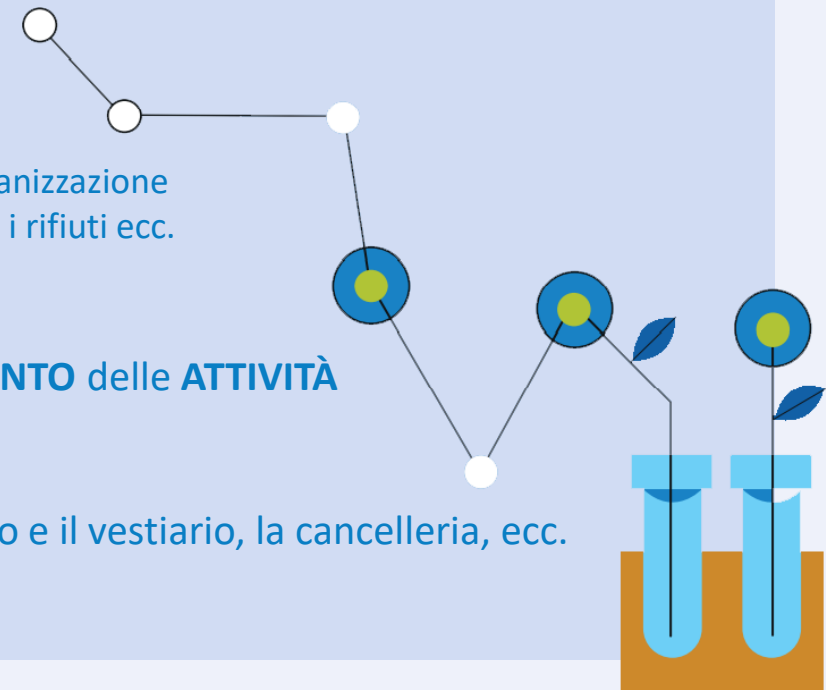 anizzazione
i rifiuti ecc.
NTO delle ATTIVITÀ
o e il vestiario, la cancelleria, ecc.